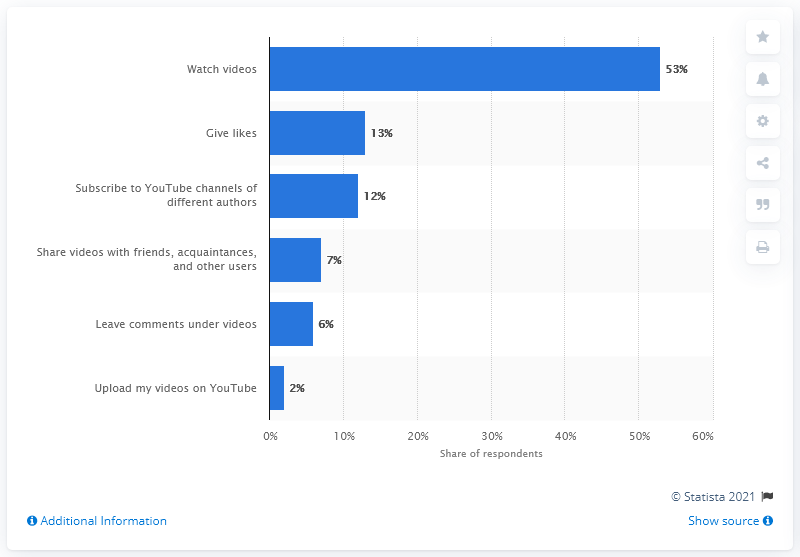 Watch videos
53%
Give likes
13%
Subscribe to YouTube channels of
different authors
12%
Share videos with friends, acquaintances,
and other users
7%
Leave comments under videos
6%
Upload my videos on YouTube
2%
0% 10% 20% 30% 40% 50% 60%
Share of respondents
© Statista 2021
Additional Information
Show source